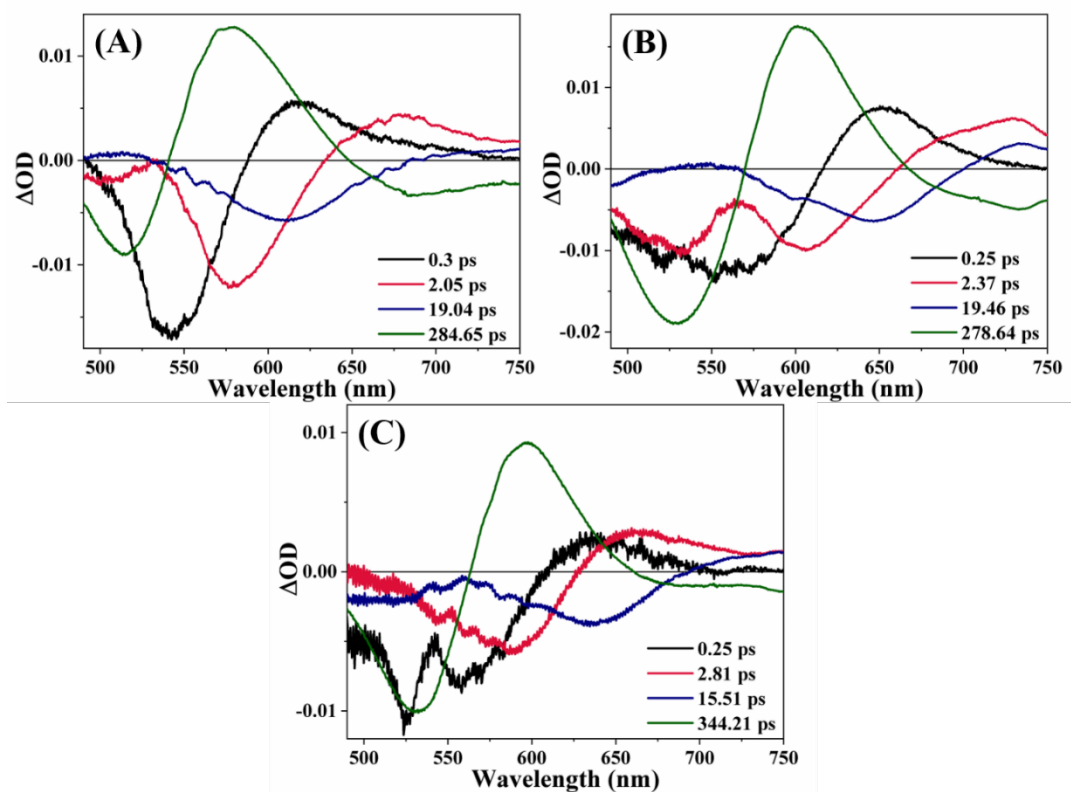 (A)
0.01
0.00
-0.01
ΔOD
0.3 ps
2.05 ps
19.04 ps
284.65 ps
500 550 600 650 700 750
Wavelength (nm)
(B)
0.01
0.00
-0.01
-0.02
ΔOD
0.25 ps
2.37 ps
19.46 ps
278.64 ps
500 550 600 650 700 750
Wavelength (nm)
(C)
0.01
0.00
-0.01
ΔOD
0.25 ps
2.81 ps
15.51 ps
344.21 ps
500 550 600 650 700 750
Wavelength (nm)